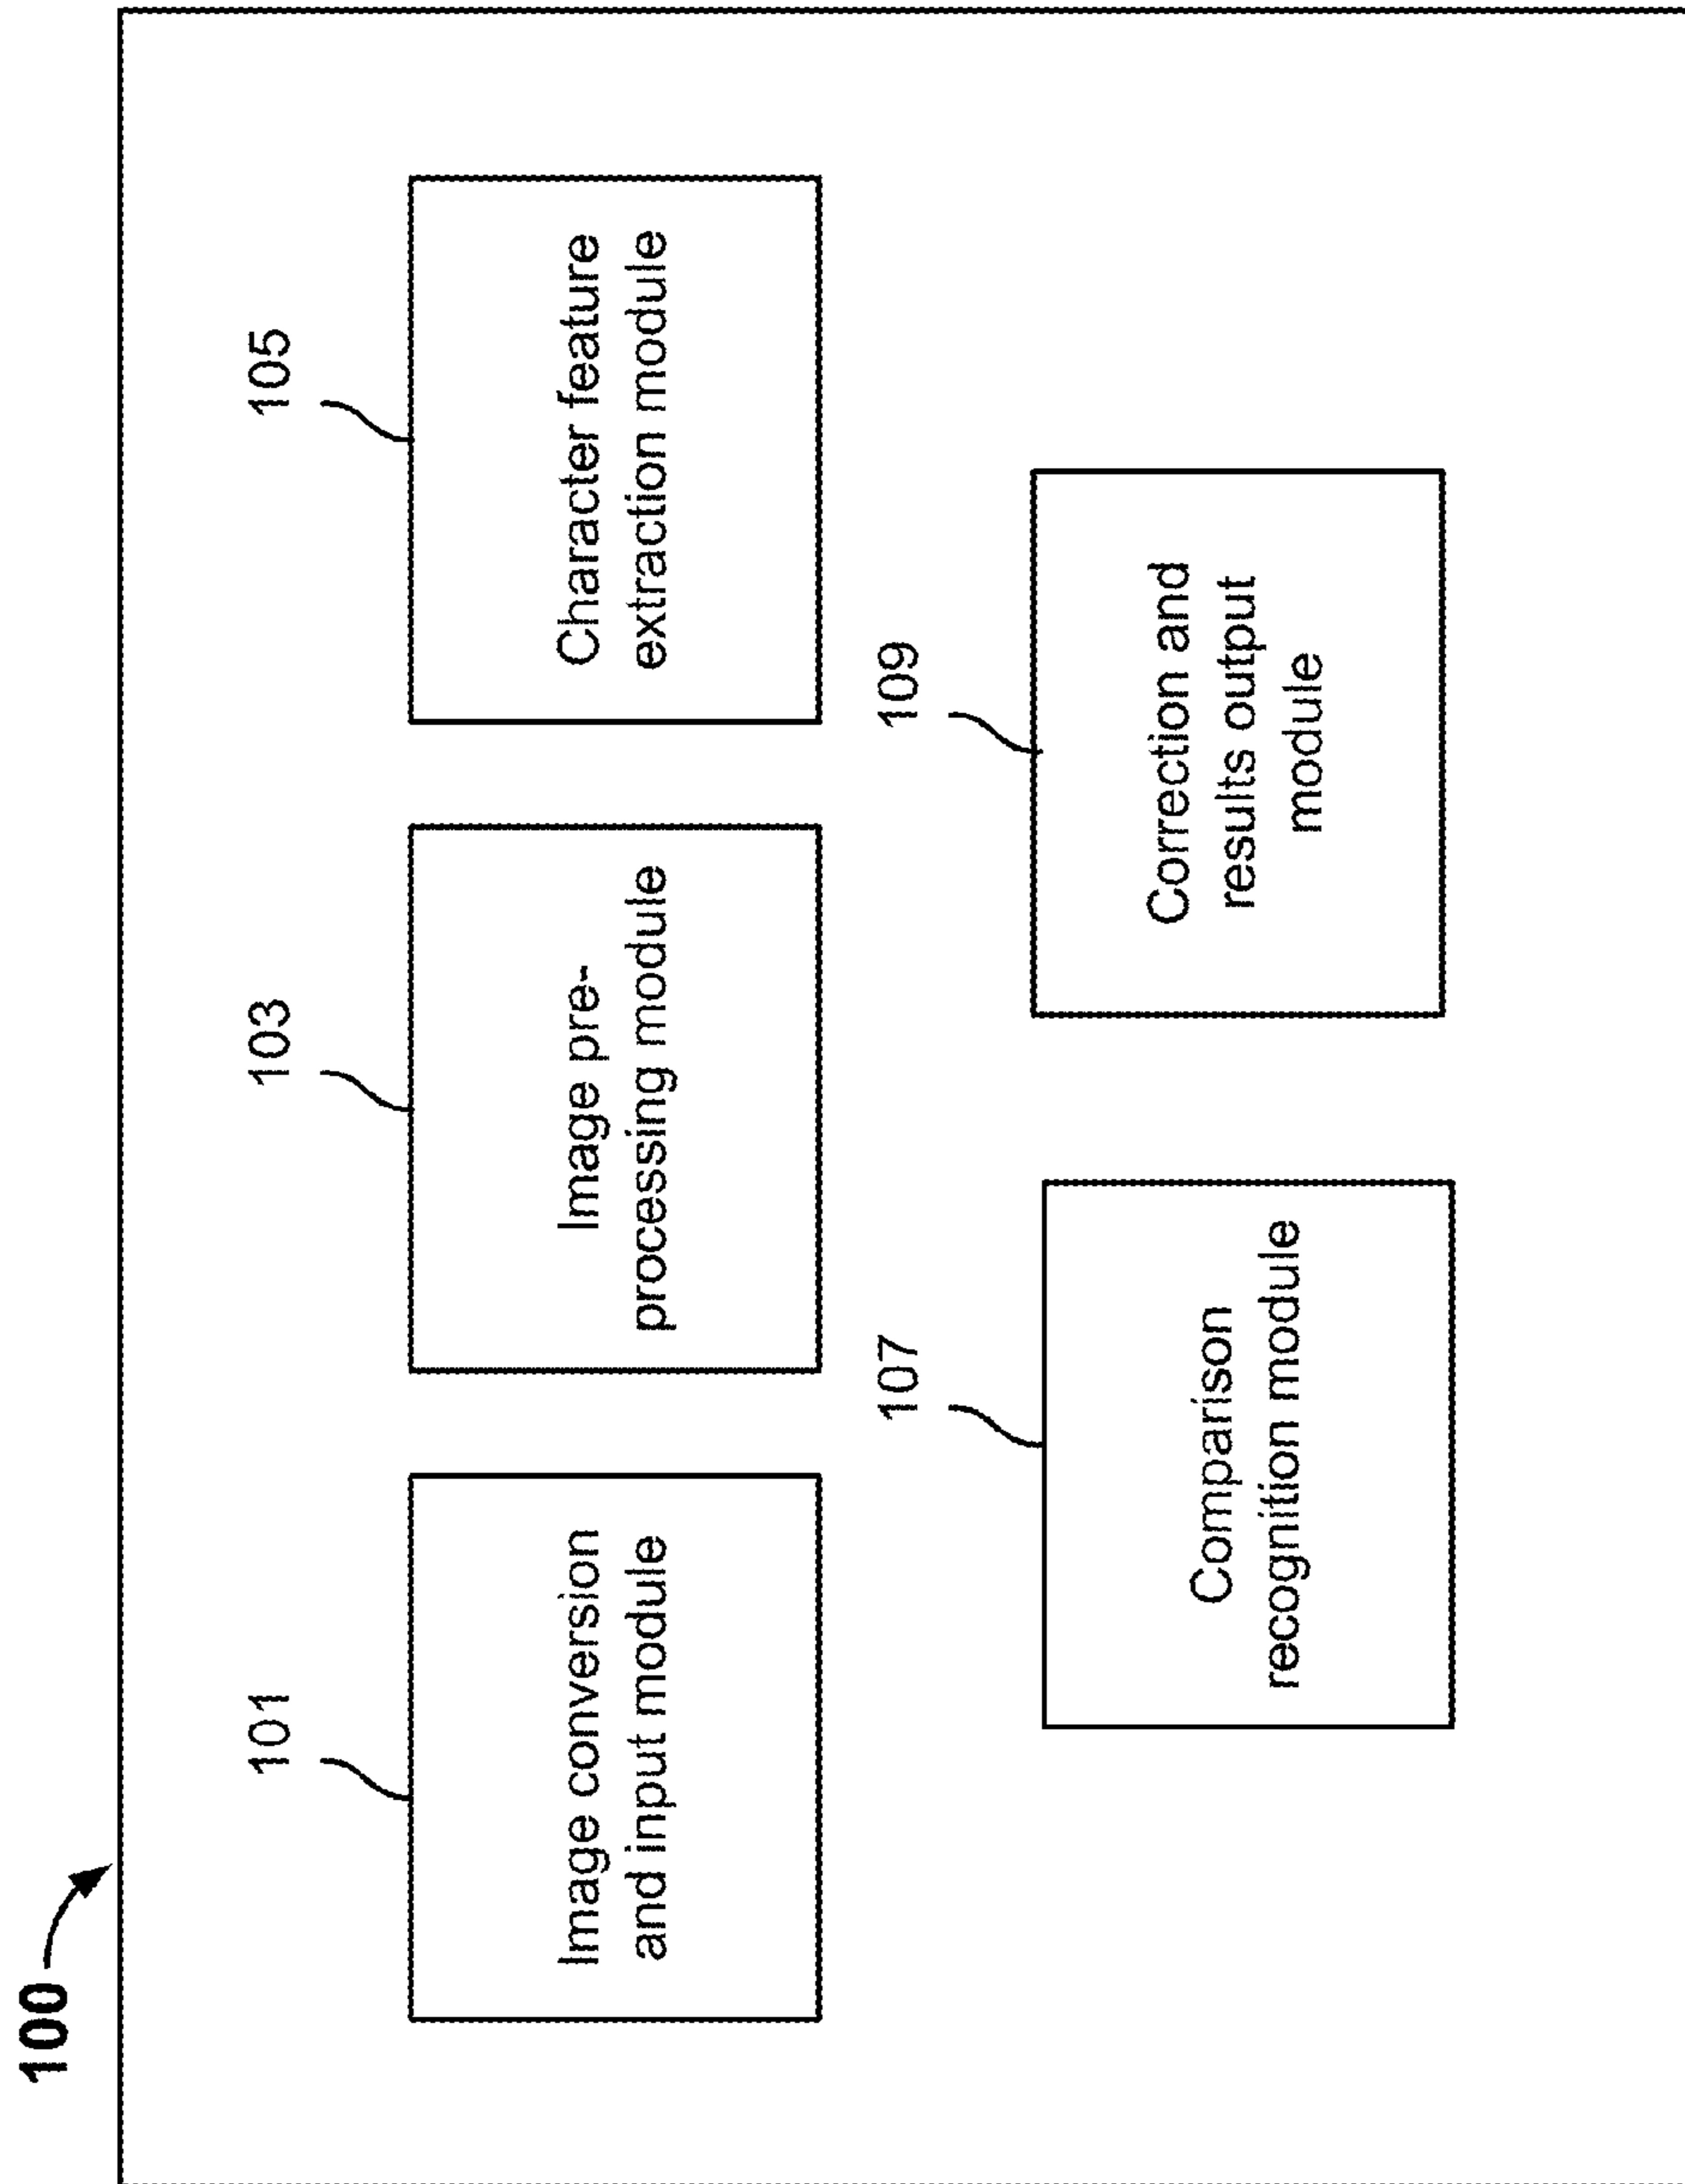 100
101
Image conversion
and input module
103
Image pre-
processing module
105
Character feature
extraction module
107
Comparison
recognition module
109
Correction and
results output
module